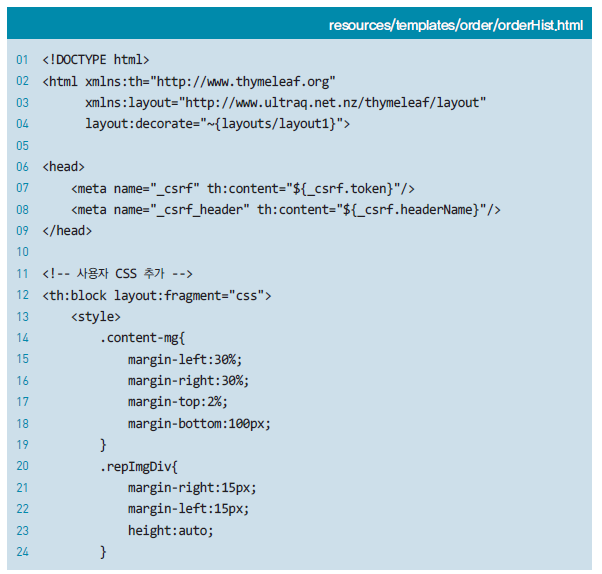 resources/templates/order/orderHist.html
01 <!DOCTYPE html>
02 <html xmlns:th="http://www.thymeleaf.org"
03       xmlns:layout="http://www.ultraq.net.nz/thymeleaf/layout"
04       layout:decorate="~{layouts/layout1}">
05
06 <head>
07     <meta name="_csrf" th:content="${_csrf.token}"/>
08     <meta name="_csrf_header" th:content="${_csrf.headerName}"/>
09 </head>
10
11 <!-- 사용자 CSS 추가 -->
12 <th:block layout:fragment="css">
13     <style>
14         .content-mg{
15             margin-left:30%;
16             margin-right:30%;
17             margin-top:2%;
18             margin-bottom:100px;
19         }
20         .repImgDiv{
21             margin-right:15px;
22             margin-left:15px;
23             height:auto;
24         }